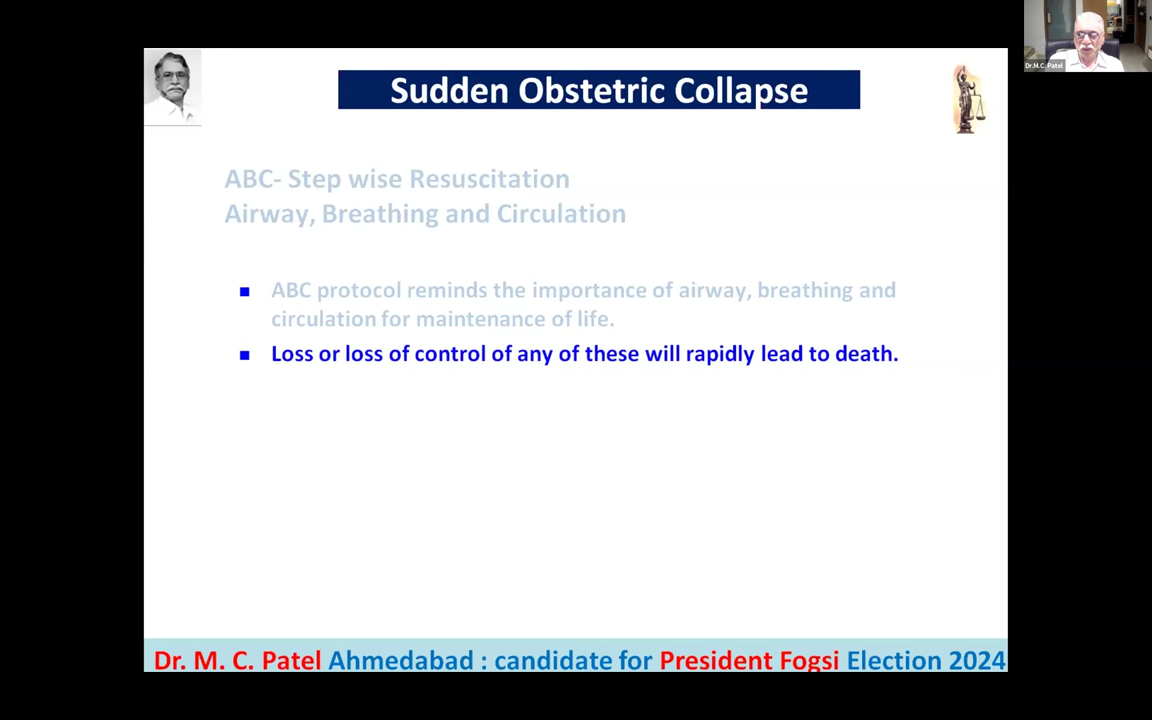 Dr.M.C. Patel
Sudden Obstetric Collapse
ABC- Step wise Resuscitation
Airway, Breathing and Circulation
ABC protocol reminds the importance of airway, breathing and
circulation for maintenance of life.
Loss or loss of control of any of these will rapidly lead to death.
Dr. M. C. Patel Ahmedabad : candidate for President Fogsi Election 2024